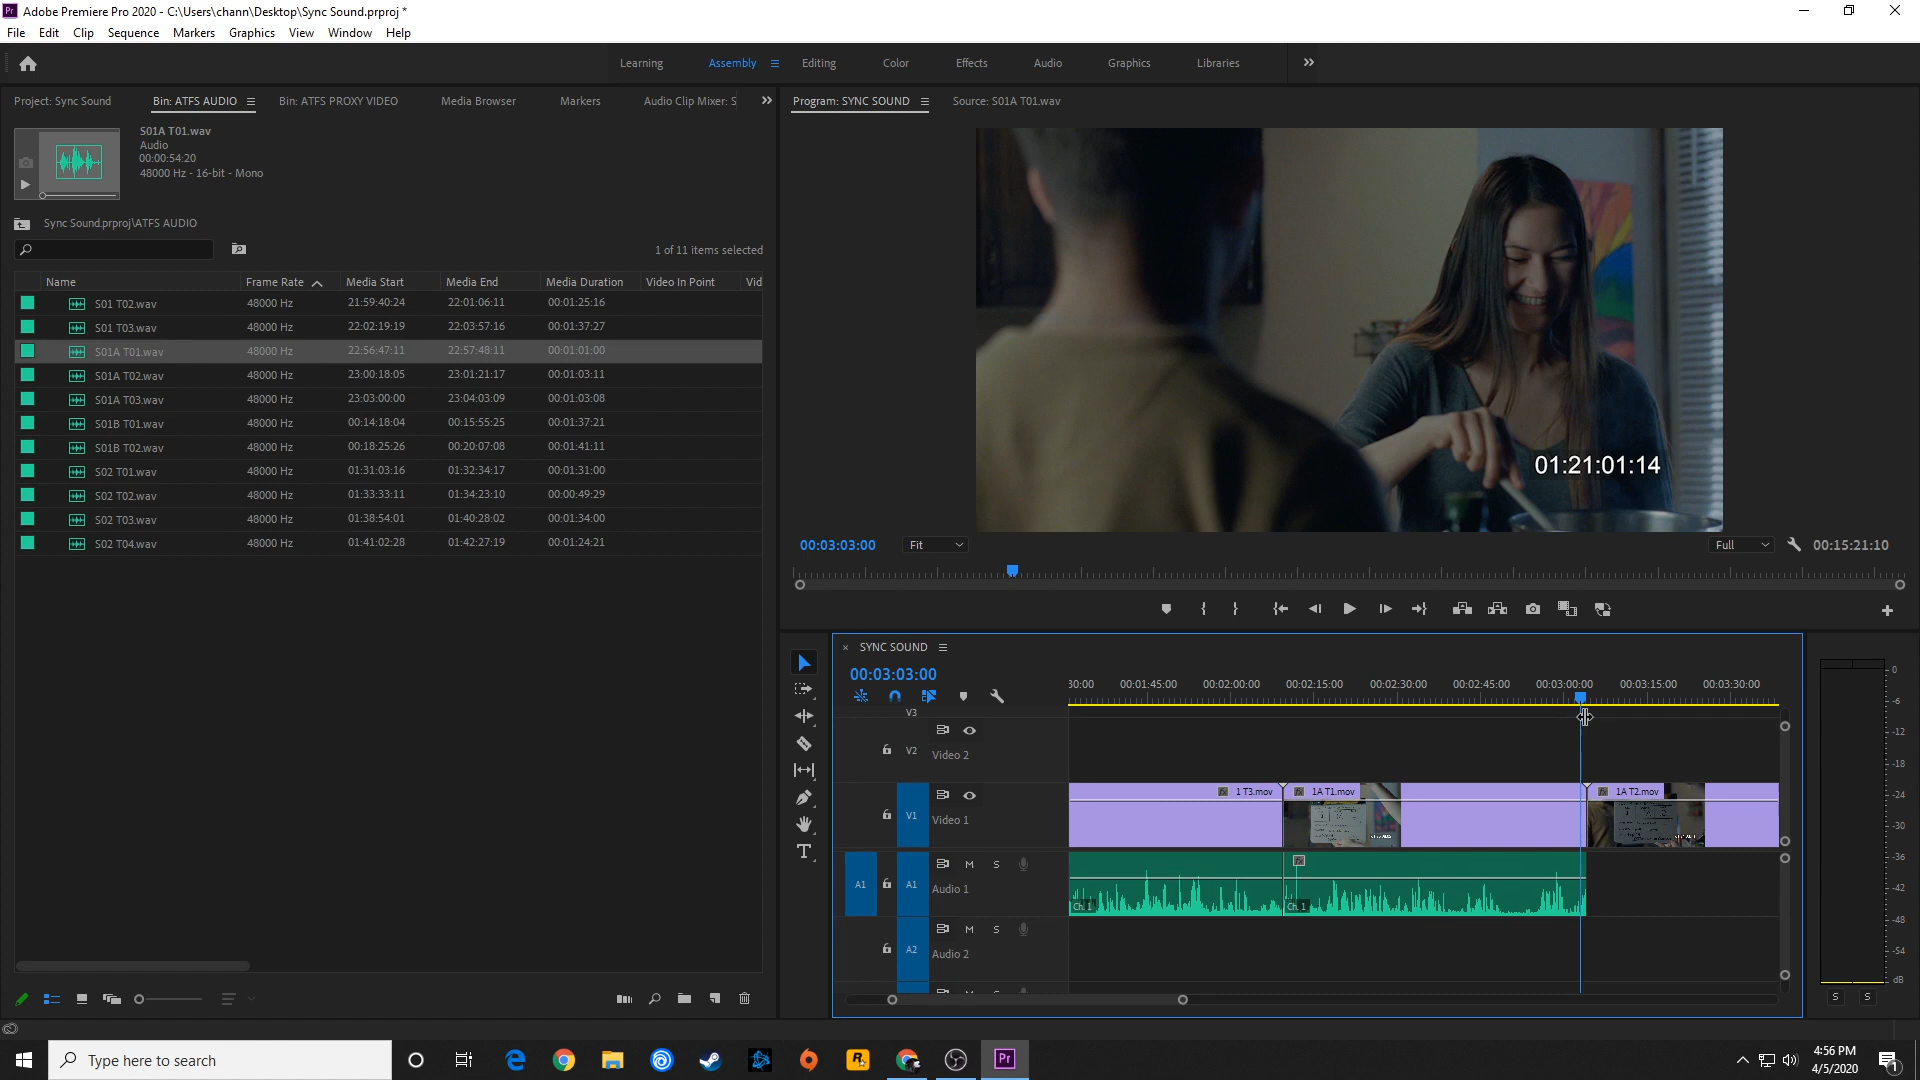 Adobe Premiere Pro 2020 - C:\Users\chann\Desktop\Sync Sound.prproj *
File Edit Clip Sequence Markers Graphics View Window Help
Learning Assembly Editing Color Effects Audio Graphics Libraries
Project: Sync Sound Bin: ATFS AUDIO Bin: ATFS PROXY VIDEO Media Browser Markers Audio Clip Mixer: S
Program: SYNC SOUND Source: S01A T01.wav
S01A T01.wav
Audio
00:00:54:20
48000 Hz - 16-bit - Mono
Sync Sound.prproj\ATFS AUDIO
1 of 11 items selected
Name Frame Rate Media Start Media End Media Duration Video In Point Vid
S01 T02.wav 48000 Hz 21:59:40:24 22:01:06:11 00:01:25:16
S01 T03.wav 48000 Hz 22:02:19:19 22:03:57:16 00:01:37:27
S01A T01.wav 48000 Hz 22:56:47:11 22:57:48:11 00:01:01:00
S01A T02.wav 48000 Hz 23:00:18:05 23:01:21:17 00:01:03:11
S01A T03.wav 48000 Hz 23:03:00:00 23:04:03:09 00:01:03:08
S01B T01.wav 48000 Hz 00:14:18:04 00:15:55:25 00:01:37:21
S01B T02.wav 48000 Hz 00:18:25:26 00:20:07:08 00:01:41:11
S02 T01.wav 48000 Hz 01:31:03:16 01:32:34:17 00:01:31:00
S02 T02.wav 48000 Hz 01:33:33:11 01:34:23:10 00:00:49:29
S02 T03.wav 48000 Hz 01:38:54:01 01:40:28:02 00:01:34:00
S02 T04.wav 48000 Hz 01:41:02:28 01:42:27:19 00:01:24:21
01:21:01:14
00:03:03:00 Fit Full 00:15:21:10
SYNC SOUND
00:03:03:00
30:00 00:01:45:00 00:02:00:00 00:02:15:00 00:02:30:00 00:02:45:00 00:03:00:00 00:03:15:00 00:03:30:00
V3
V2 Video 2
1 T3.mov 1A T1.mov 1A T2.mov
V1 Video 1
M S
A1 A1 Audio 1
Ch. 1 Ch. 1
M S
A2 Audio 2
M S
0
-6
-12
-18
-24
-30
-36
-42
-48
-54
dB
S S
Type here to search
4:56 PM
4/5/2020
1